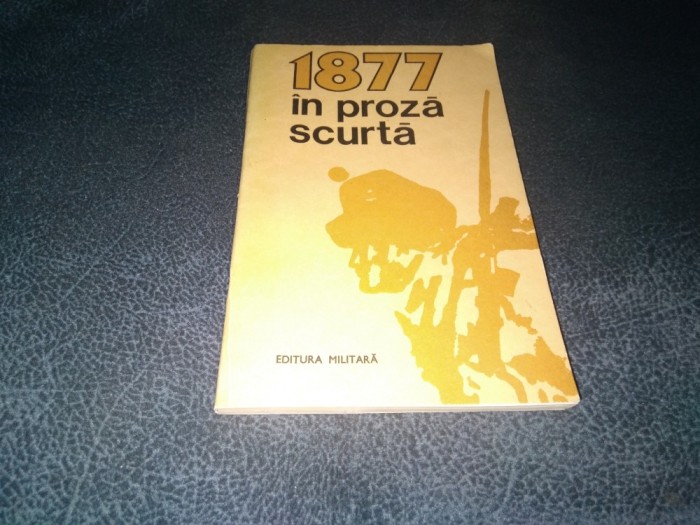 1877
în proză
scurtă
EDITURA MILITARĂ